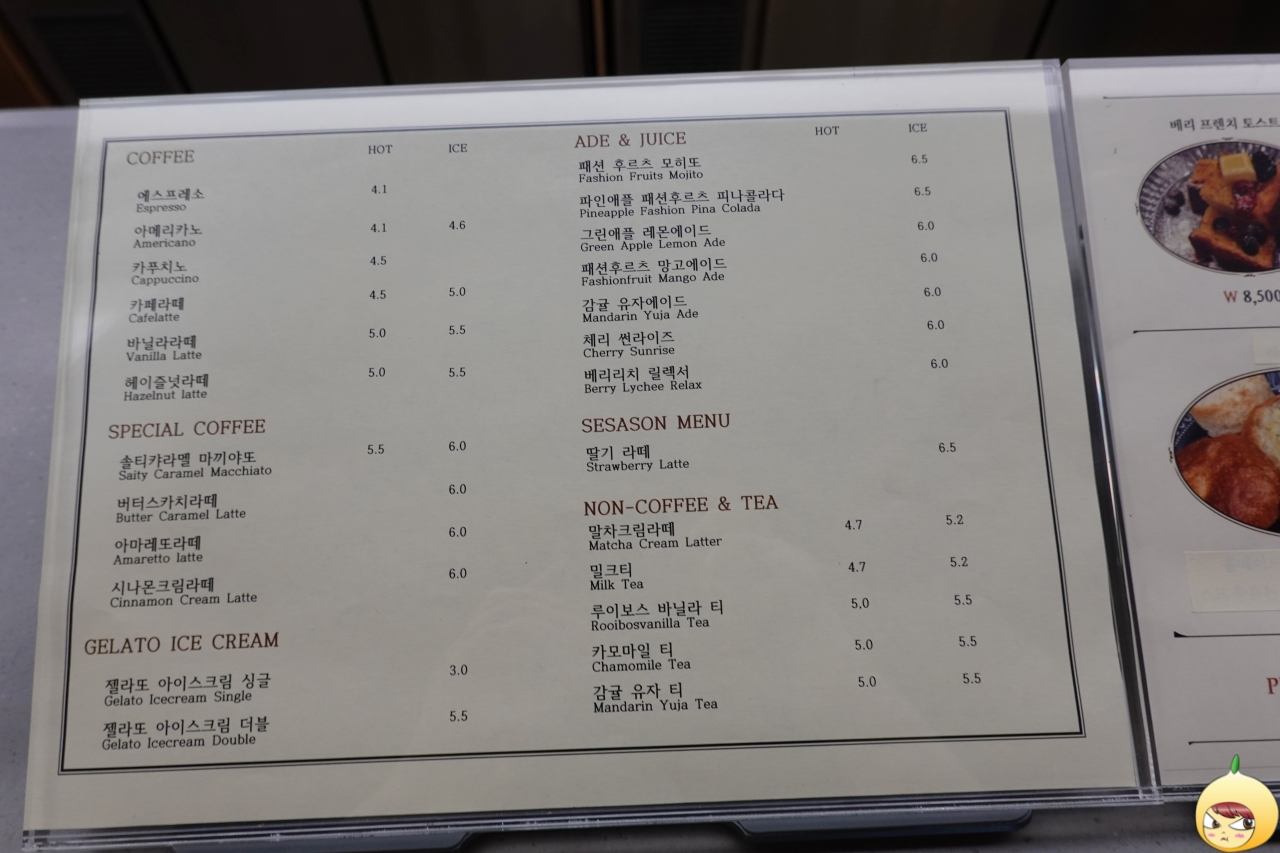 COFFEE HOT ICE
에스프레소 4.1
Espresso
아메리카노 4.1 4.6
Americano
카푸치노 4.5
Cappuccino
카페라떼 4.5 5.0
Cafelatte
바닐라라떼 5.0 5.5
Vanilla Latte
헤이즐넛라떼 5.0 5.5
Hazelnut latte
SPECIAL COFFEE
솔티캬라멜 마끼야또 5.5 6.0
Saity Caramel Macchiato
버터스카치라떼 6.0
Butter Caramel Latte
아마레또라떼 6.0
Amaretto latte
시나몬크림라떼 6.0
Cinnamon Cream Latte
GELATO ICE CREAM
젤라또 아이스크림 싱글 3.0
Gelato Icecream Single
젤라또 아이스크림 더블 5.5
Gelato Icecream Double
ADE & JUICE HOT ICE
패션 후르츠 모히또 6.5
Fashion Fruits Mojito
파인애플 패션후르츠 피나콜라다 6.5
Pineapple Fashion Pina Colada
그린애플 레몬에이드 6.0
Green Apple Lemon Ade
패션후르츠 망고에이드 6.0
Fashionfruit Mango Ade
감귤 유자에이드 6.0
Mandarin Yuja Ade
체리 썬라이즈 6.0
Cherry Sunrise
베리리치 릴렉서 6.0
Berry Lychee Relax
SESASON MENU
딸기 라떼 6.5
Strawberry Latte
NON-COFFEE & TEA
말차크림라떼 4.7 5.2
Matcha Cream Latter
밀크티 4.7 5.2
Milk Tea
루이보스 바닐라 티 5.0 5.5
Rooibosvanilla Tea
카모마일 티 5.0 5.5
Chamomile Tea
감귤 유자 티 5.0 5.5
Mandarin Yuja Tea
베리 프렌치 토스트
₩ 8,500
P